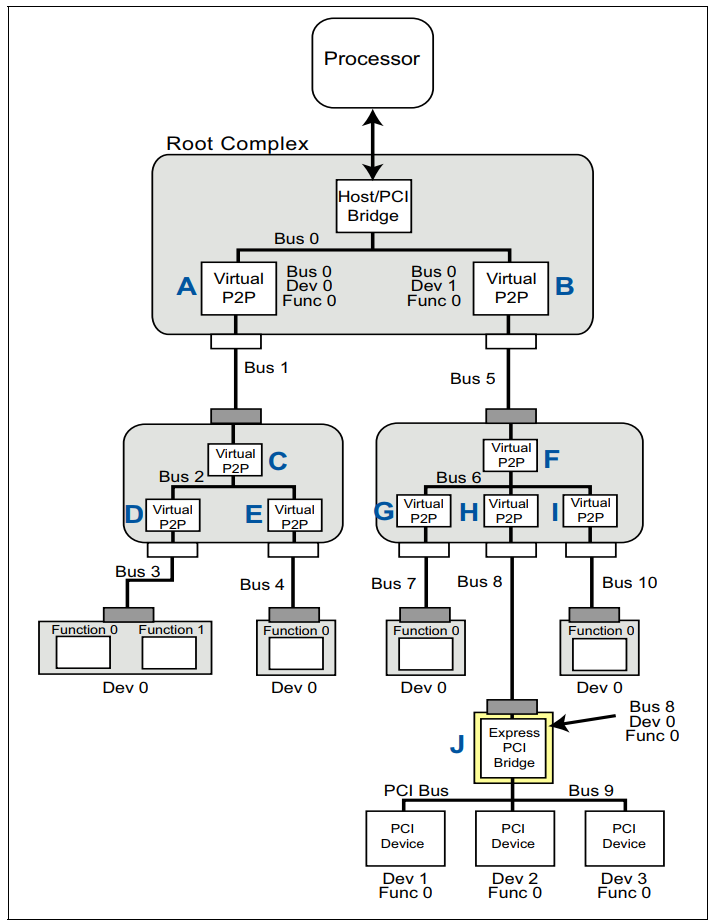 Processor
Root Complex
Host/PCI
Bridge
Bus 0
A
Virtual
P2P
Bus 0
Dev 0
Func 0
Bus 0
Dev 1
Func 0
Virtual
P2P
B
Bus 1
Bus 5
Virtual
P2P
C
Bus 2
D
Virtual
P2P
E
Virtual
P2P
Virtual
P2P
F
Bus 6
G
Virtual
P2P
H
Virtual
P2P
I
Virtual
P2P
Bus 3
Bus 4
Bus 7
Bus 8
Bus 10
Function 0
Function 1
Dev 0
Function 0
Dev 0
Function 0
Dev 0
Function 0
Dev 0
J
Express
PCI
Bridge
Bus 8
Dev 0
Func 0
PCI Bus
Bus 9
PCI
Device
PCI
Device
PCI
Device
Dev 1
Func 0
Dev 2
Func 0
Dev 3
Func 0